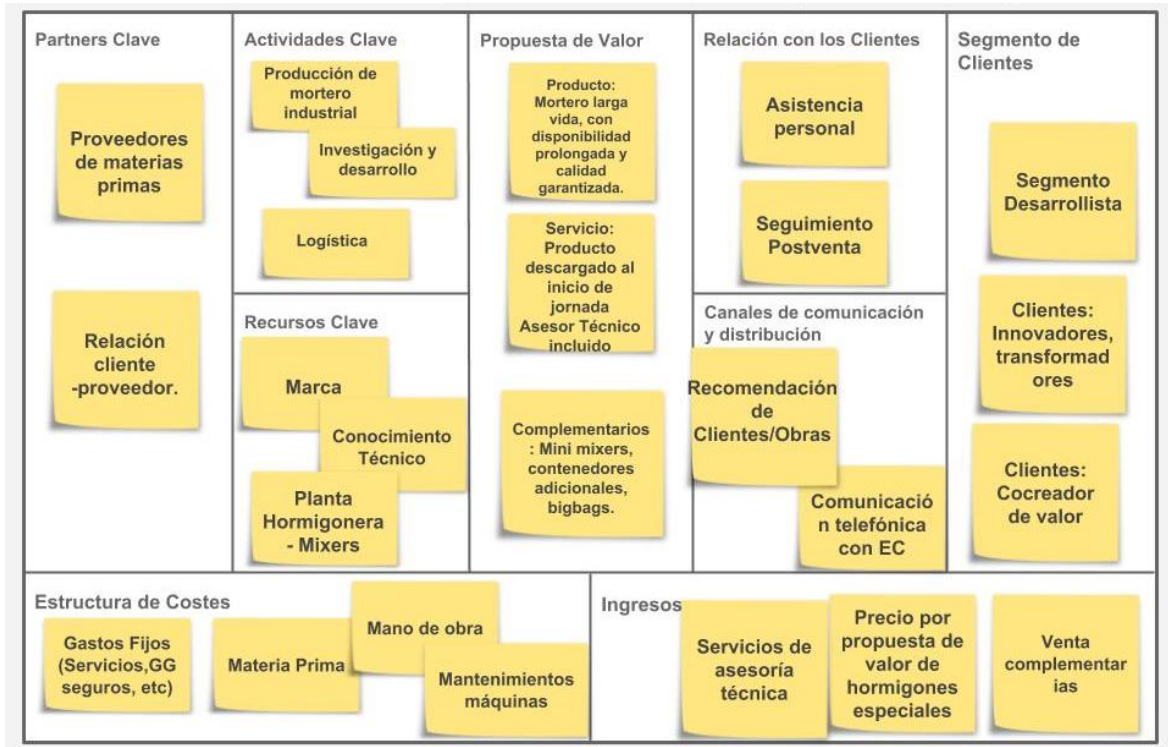 Partners Clave
Proveedores
de materias
primas
Relación
cliente
-proveedor.
Actividades Clave
Producción de
mortero
industrial
Investigación y
desarrollo
Logística
Recursos Clave
Marca
Conocimiento
Técnico
Planta
Hormigonera
- Mixers
Propuesta de Valor
Producto:
Mortero larga
vida, con
disponibilidad
prolongada y
calidad
garantizada.
Servicio:
Producto
descargado al
inicio de
jornada
Asesor Técnico
incluido
Complementarios
: Mini mixers,
contenedores
adicionales,
bigbags.
Relación con los Clientes
Asistencia
personal
Seguimiento
Postventa
Canales de comunicación
y distribución
Recomendación
de
Clientes/Obras
Comunicació
n telefónica
con EC
Segmento de
Clientes
Segmento
Desarrollista
Clientes:
Innovadores,
transformad
ores
Clientes:
Cocreador
de valor
Estructura de Costes
Gastos Fijos
(Servicios,GG
seguros, etc)
Materia Prima
Mano de obra
Mantenimientos
máquinas
Ingresos
Servicios de
asesoría
técnica
Precio por
propuesta de
valor de
hormigones
especiales
Venta
complementar
ias